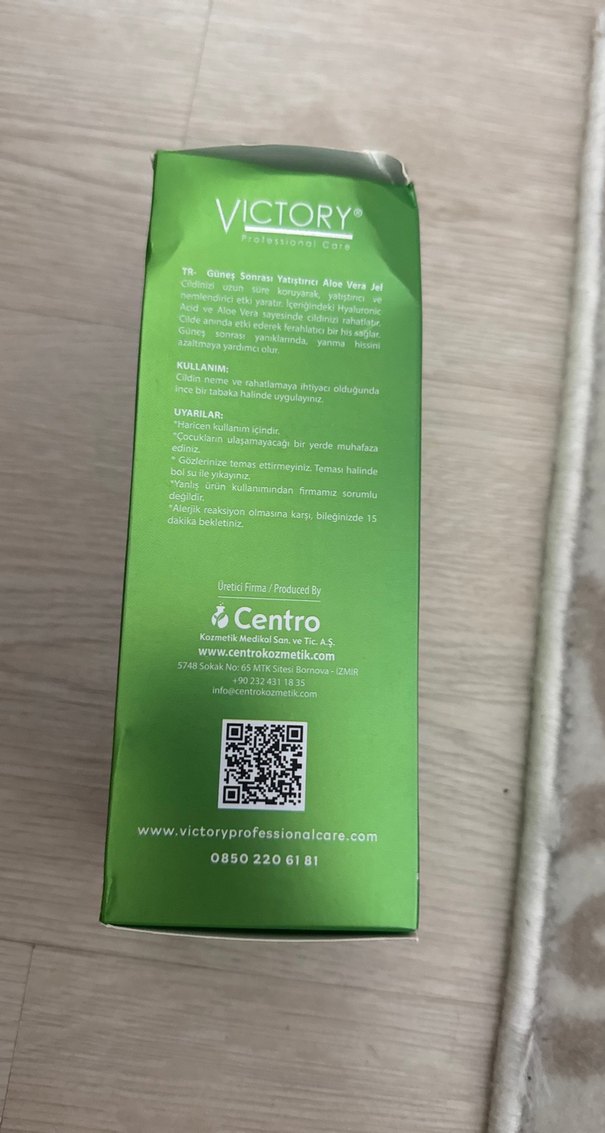 VICTORY®
Professional Care
TR- Güneş Sonrası Yatıştırıcı Aloe Vera Jel
Cildinizi uzun süre koruyarak, yatıştırıcı ve
nemlendirici etki yaratır. İçeriğindeki Hyaluronic
Acid ve Aloe Vera sayesinde cildinizi rahatlatır.
Cilde anında etki ederek ferahlatıcı bir his sağlar.
Güneş sonrası yanıklarında, yanma hissini
azaltmaya yardımcı olur.
KULLANIM:
Cildin neme ve rahatlamaya ihtiyacı olduğunda
ince bir tabaka halinde uygulayınız.
UYARILAR:
*Haricen kullanım içindir.
*Çocukların ulaşamayacağı bir yerde muhafaza
ediniz.
* Gözlerinize temas ettirmeyiniz. Teması halinde
bol su ile yıkayınız.
*Yanlış ürün kullanımından firmamız sorumlu
değildir.
*Alerjik reaksiyon olmasına karşı, bileğinizde 15
dakika bekletiniz.
Üretici Firma / Produced By
Centro
Kozmetik Medikal San. ve Tic. A.Ş.
www.centrokozmetik.com
5748 Sokak No: 65 MTK Sitesi Bornova - İZMİR
+90 232 431 18 35
info@centrokozmetik.com
www.victoryprofessionalcare.com
0850 220 61 81